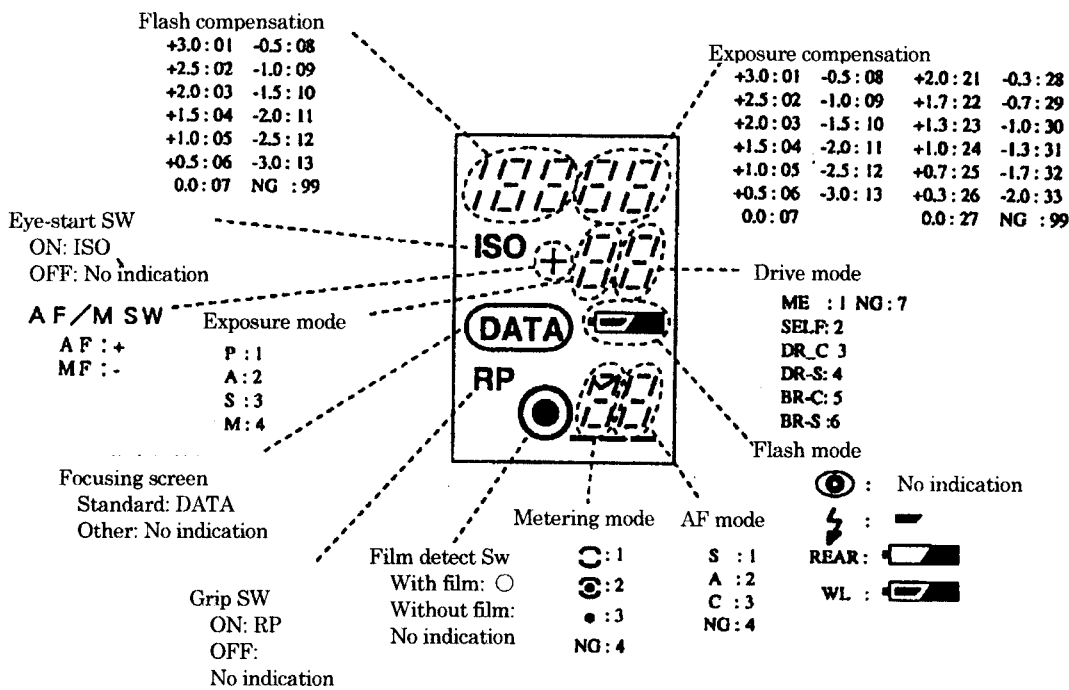 Flash compensation
+3.0 : 01 -0.5 : 08
+2.5 : 02 -1.0 : 09
+2.0 : 03 -1.5 : 10
+1.5 : 04 -2.0 : 11
+1.0 : 05 -2.5 : 12
+0.5 : 06 -3.0 : 13
0.0 : 07 NG : 99
Exposure compensation
+3.0 : 01 -0.5 : 08 +2.0 : 21 -0.3 : 28
+2.5 : 02 -1.0 : 09 +1.7 : 22 -0.7 : 29
+2.0 : 03 -1.5 : 10 +1.3 : 23 -1.0 : 30
+1.5 : 04 -2.0 : 11 +1.0 : 24 -1.3 : 31
+1.0 : 05 -2.5 : 12 +0.7 : 25 -1.7 : 32
+0.5 : 06 -3.0 : 13 +0.3 : 26 -2.0 : 33
0.0 : 07 0.0 : 27 NG : 99
Eye-start SW
ON: ISO
OFF: No indication
AF/M SW
AF : +
MF : -
Exposure mode
P : 1
A : 2
S : 3
M : 4
ISO
+
DATA
RP
Drive mode
ME : 1 NG : 7
SELF: 2
DR_C 3
DR-S: 4
BR-C: 5
BR-S :6
Flash mode
: No indication
:
REAR :
WL :
Focusing screen
Standard: DATA
Other: No indication
Grip SW
ON: RP
OFF:
No indication
Film detect Sw
With film: ○
Without film:
No indication
Metering mode
: 1
: 2
: 3
NG : 4
AF mode
S : 1
A : 2
C : 3
NG : 4